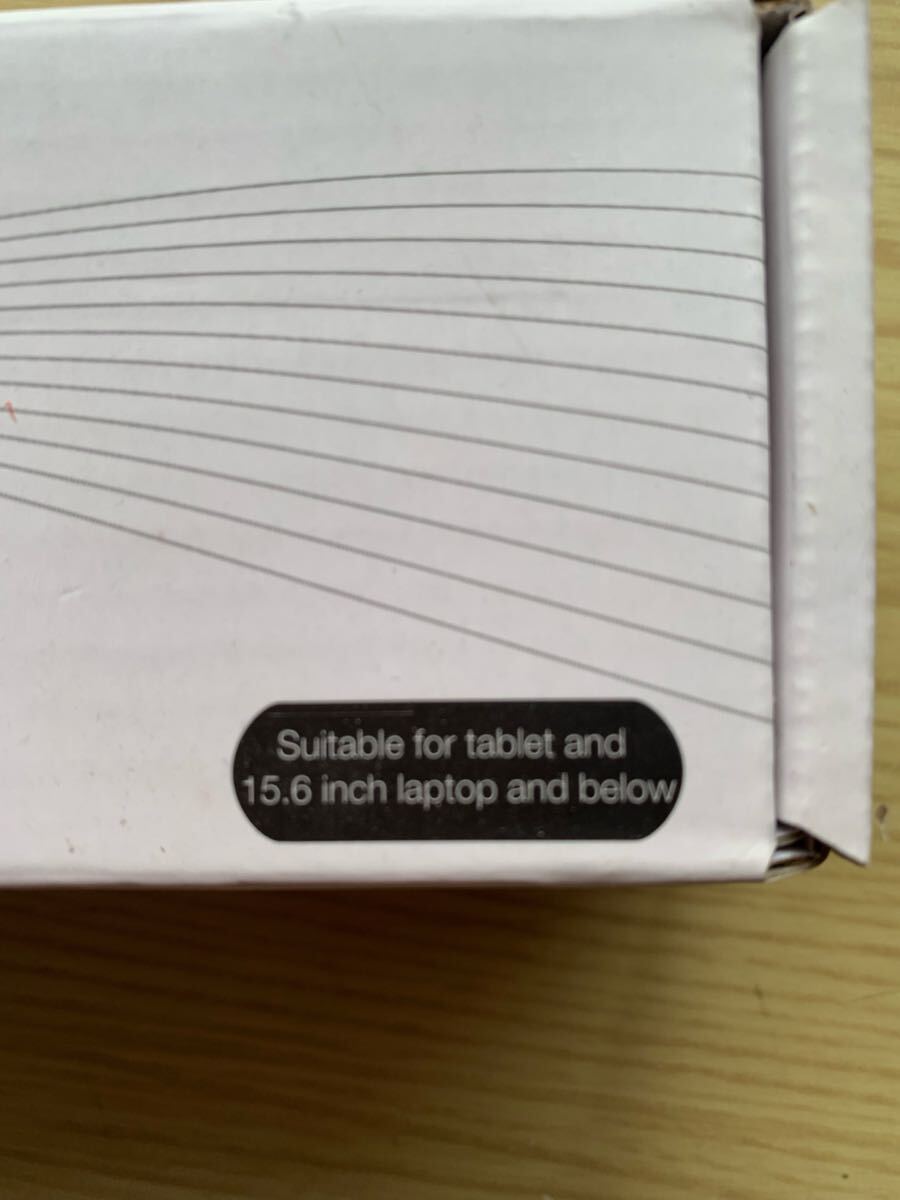 Suitable for tablet and
15.6 inch laptop and below